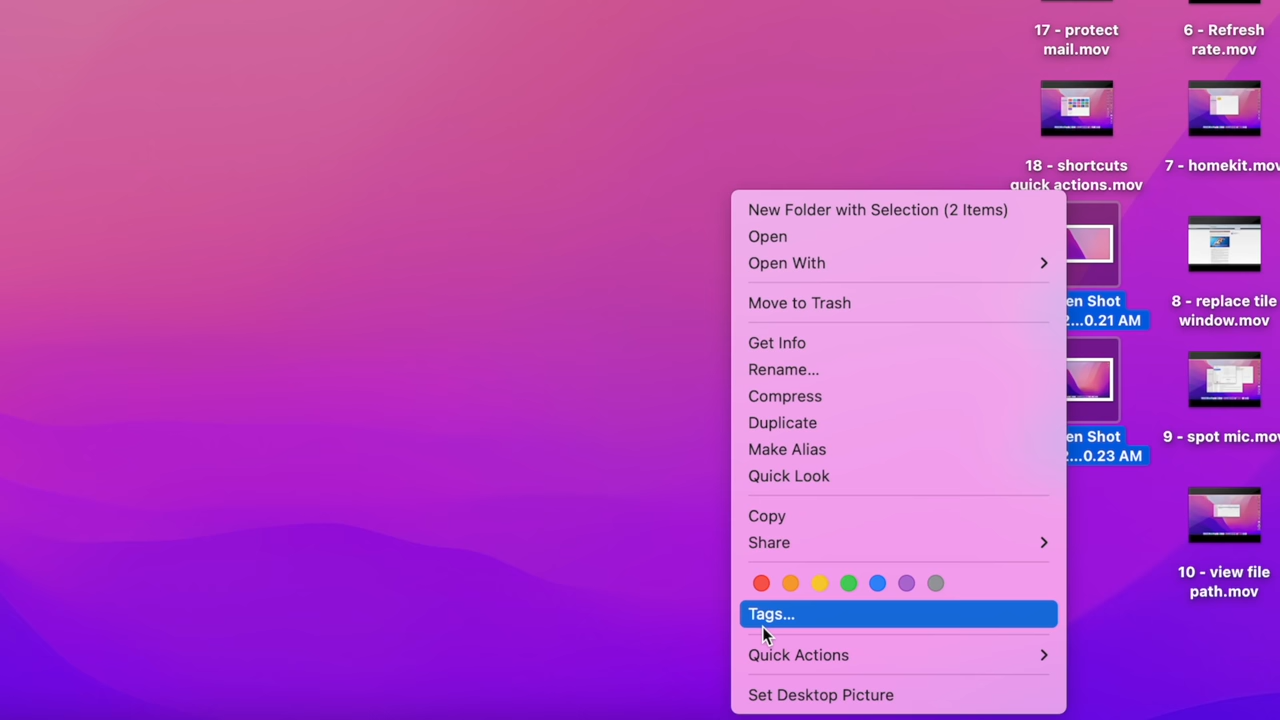 17 - protect
mail.mov
6 - Refresh
rate.mov
18 - shortcuts
quick actions.mov
7 - homekit.mov
New Folder with Selection (2 Items)
Open
Open With
Move to Trash
Get Info
Rename...
Compress
Duplicate
Make Alias
Quick Look
Copy
Share
Tags...
Quick Actions
Set Desktop Picture
en Shot
2...0.21 AM
8 - replace tile
window.mov
en Shot
2...0.23 AM
9 - spot mic.mov
10 - view file
path.mov